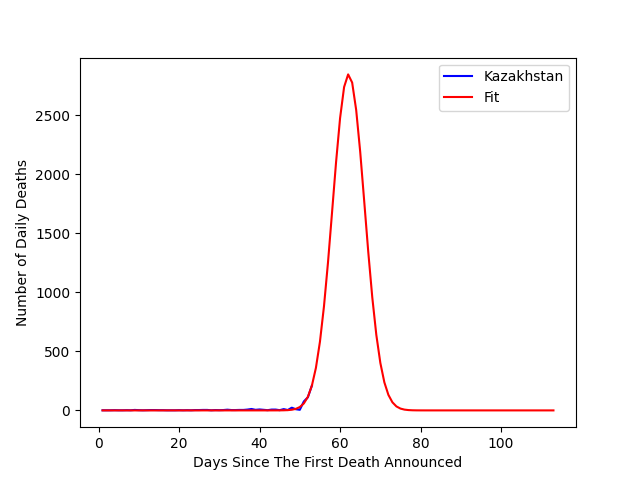 Kazakhstan
Fit
Number of Daily Deaths
2500
2000
1500
1000
500
0
0 20 40 60 80 100
Days Since The First Death Announced